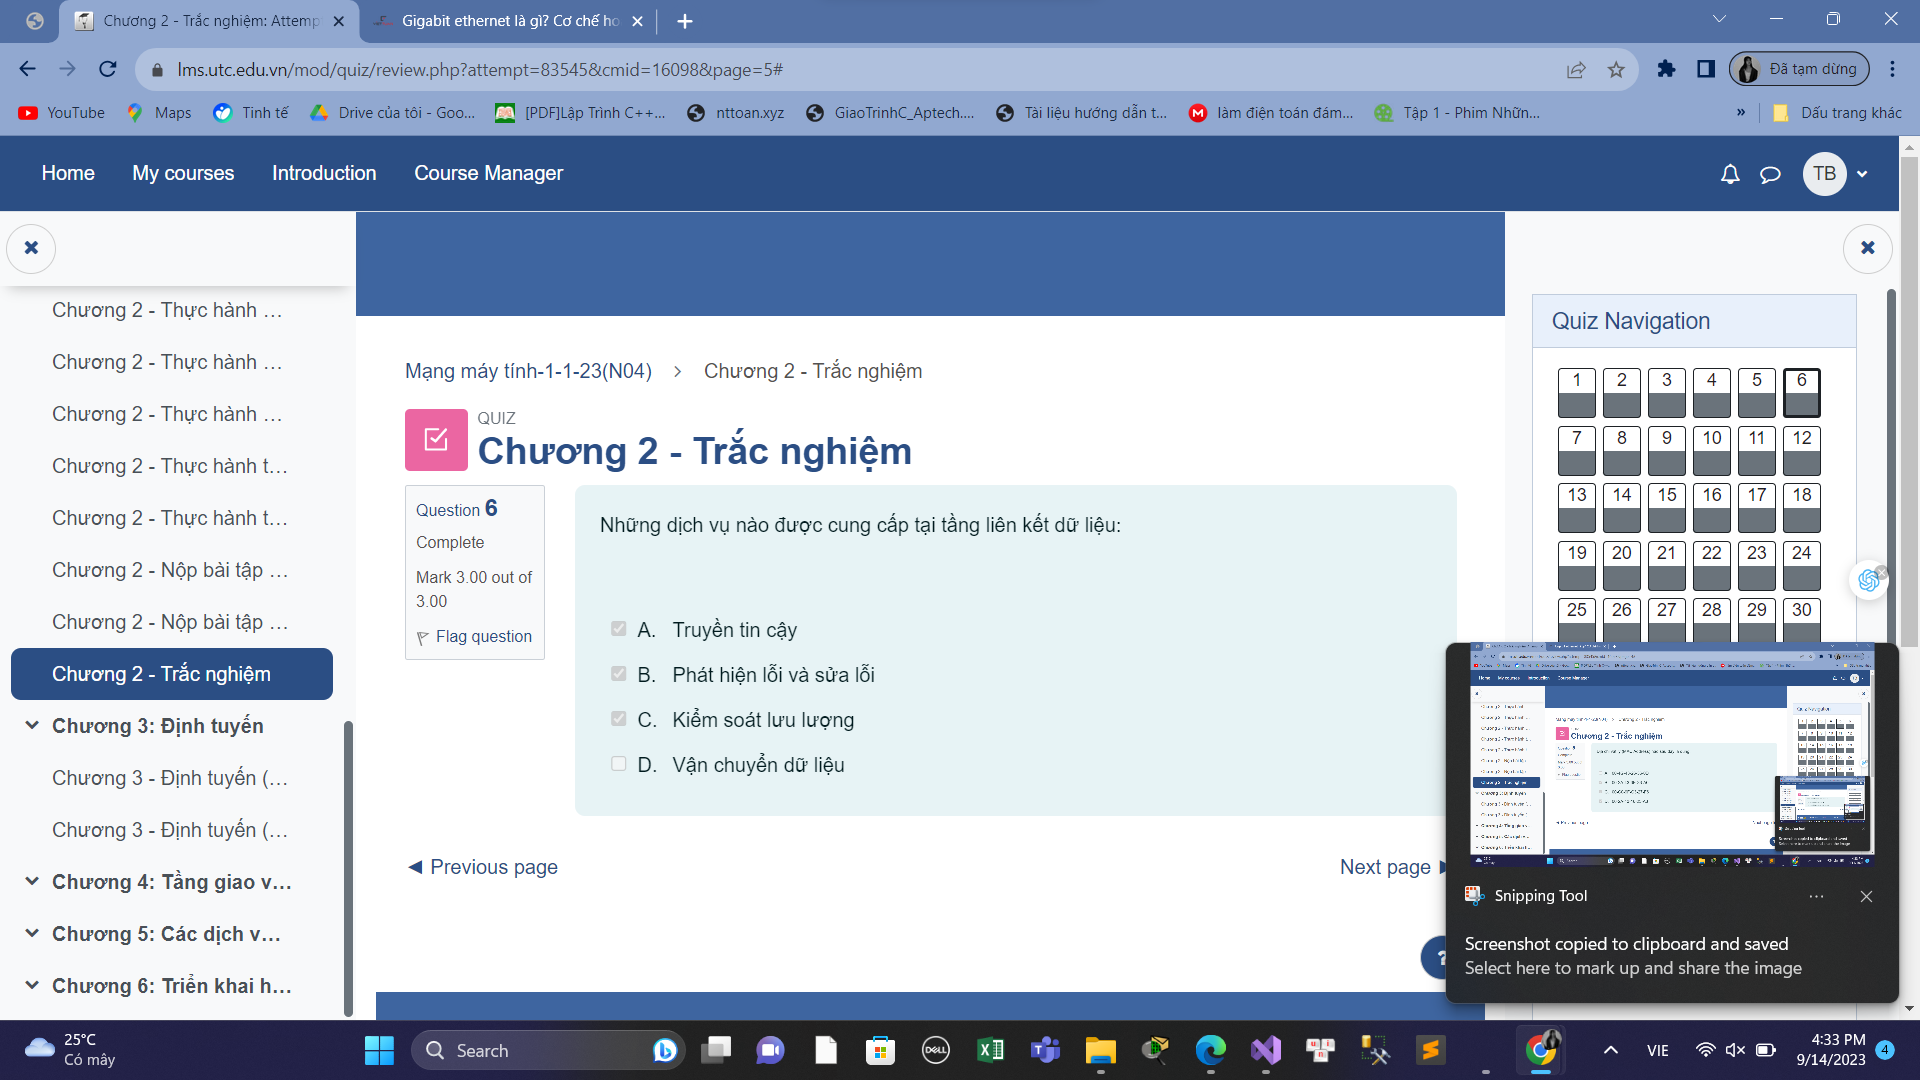 Chương 2 - Trắc nghiệm: Attemp
Gigabit ethernet là gì? Cơ chế ho
lms.utc.edu.vn/mod/quiz/review.php?attempt=83545&cmid=16098&page=5#
Đã tạm dừng
YouTube
Maps
Tinh tế
Drive của tôi - Goo...
[PDF]Lập Trình C++...
nttoan.xyz
GiaoTrinhC_Aptech....
Tài liệu hướng dẫn t...
làm điện toán đám...
Tập 1 - Phim Nhữn...
»
Dấu trang khác
Home
My courses
Introduction
Course Manager
TB
Chương 2 - Thực hành ...
Chương 2 - Thực hành ...
Chương 2 - Thực hành ...
Chương 2 - Thực hành t...
Chương 2 - Thực hành t...
Chương 2 - Nộp bài tập ...
Chương 2 - Nộp bài tập ...
Chương 2 - Trắc nghiệm
Chương 3: Định tuyến
Chương 3 - Định tuyến (...
Chương 3 - Định tuyến (...
Chương 4: Tầng giao v...
Chương 5: Các dịch v...
Chương 6: Triển khai h...
Mạng máy tính-1-1-23(N04)
Chương 2 - Trắc nghiệm
QUIZ
Chương 2 - Trắc nghiệm
Question 6
Complete
Mark 3.00 out of
3.00
Flag question
Những dịch vụ nào được cung cấp tại tầng liên kết dữ liệu:
A. Truyền tin cậy
B. Phát hiện lỗi và sửa lỗi
C. Kiểm soát lưu lượng
D. Vận chuyển dữ liệu
◄ Previous page
Next page
Quiz Navigation
1 2 3 4 5 6
7 8 9 10 11 12
13 14 15 16 17 18
19 20 21 22 23 24
25 26 27 28 29 30
Snipping Tool
Screenshot copied to clipboard and saved
Select here to mark up and share the image
25°C
Có mây
Search
DELL
VIE
4:33 PM
9/14/2023
4